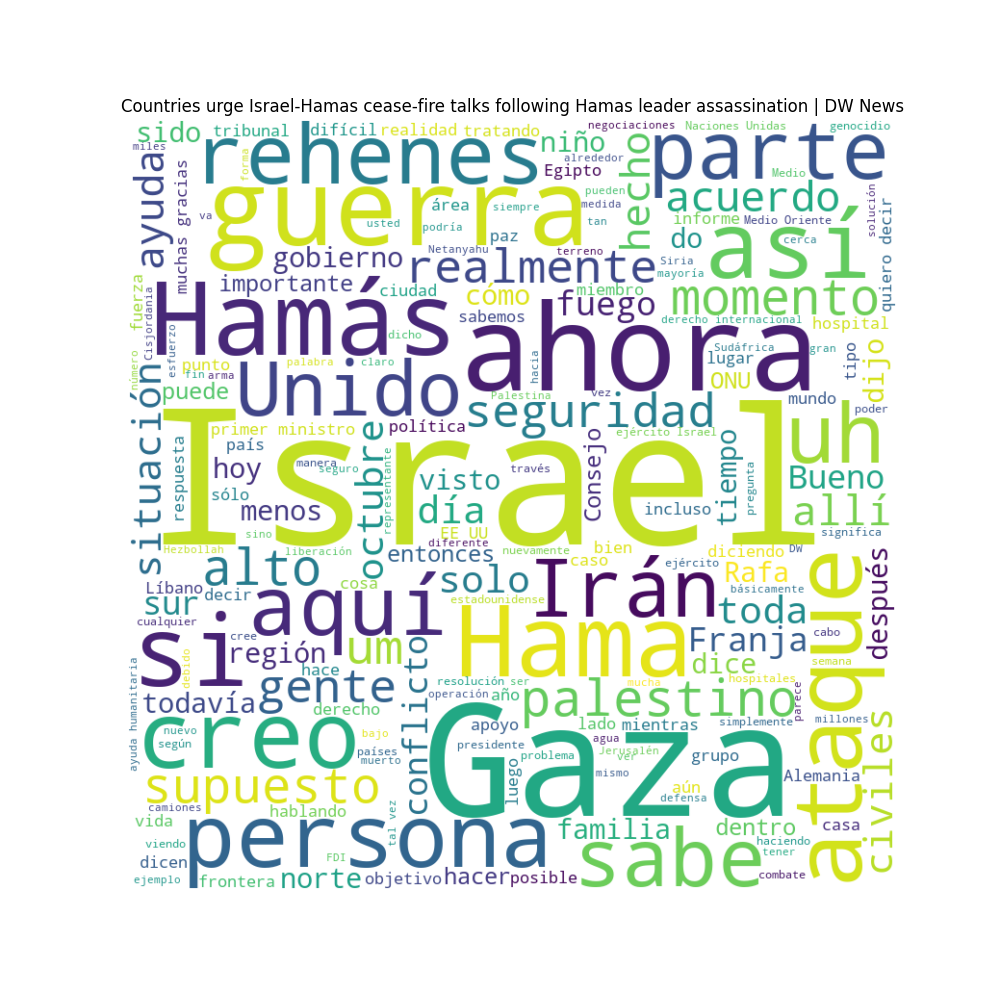 Countries urge Israel-Hamas cease-fire talks following Hamas leader assassination | DW News
sido
tribunal
difícil
realidad
tratando
negociaciones
Naciones Unidas
genocidio
miles
ayuda
muchas gracias
forma
rehenes
niño
alrededor
Egipto
hecho
parte
Medio
solución
quiero decir
va
guerra
usted
área
podría
siempre
pueden
medida
tan
acuerdo
informe
Medio Oriente
do
así
cerca
gobierno
Netanyahu
paz
terreno
realmente
Siria
mayoría
importante
ciudad
cómo
sabemos
miembro
fuego
momento
fuerza
Cisjordania
Hamás
dicho
ahora
derecho internacional
hospital
número
esfuerzo
punto
fin
arma
palabra
claro
hacia
Sudáfrica
gran
lugar
tipo
dijo
puede
Unido
Palestina
vez
ONU
mundo
poder
situación
respuesta
primer ministro
octubre
política
seguridad
ejército Israel
uh
país
Israel
hoy
manera
seguro
representante
visto
través
Consejo
tiempo
pregunta
Bueno
sólo
menos
día
incluso
allí
significa
sino
EE UU
diferente
Hezbollah
liberación
entonces
nuevamente
bien
caso
diciendo
DW
ejército
Líbano
alto
cosa
solo
Irán
Rafa
básicamente
después
decir
sur
cualquier
aquí
estadounidense
toda
cabo
ataque
si
cree
um
Hama
Franja
región
debido
hace
conflicto
dice
semana
ayuda humanitaria
todavía
gente
resolución
ser
mucha
hospitales
parece
operación
año
palestino
derecho
creo
nuevo
según
bajo
apoyo
lado
mientras
simplemente
millones
países
muerto
Gaza
presidente
problema
agua
Jerusalén
ver
grupo
civiles
supuesto
luego
mismo
aún
defensa
Alemania
camiones
hablando
tal vez
vida
persona
familia
dentro
casa
viendo
haciendo
dicen
FDI
sabe
tener
ejemplo
frontera
norte
objetivo
hacer
posible
combate